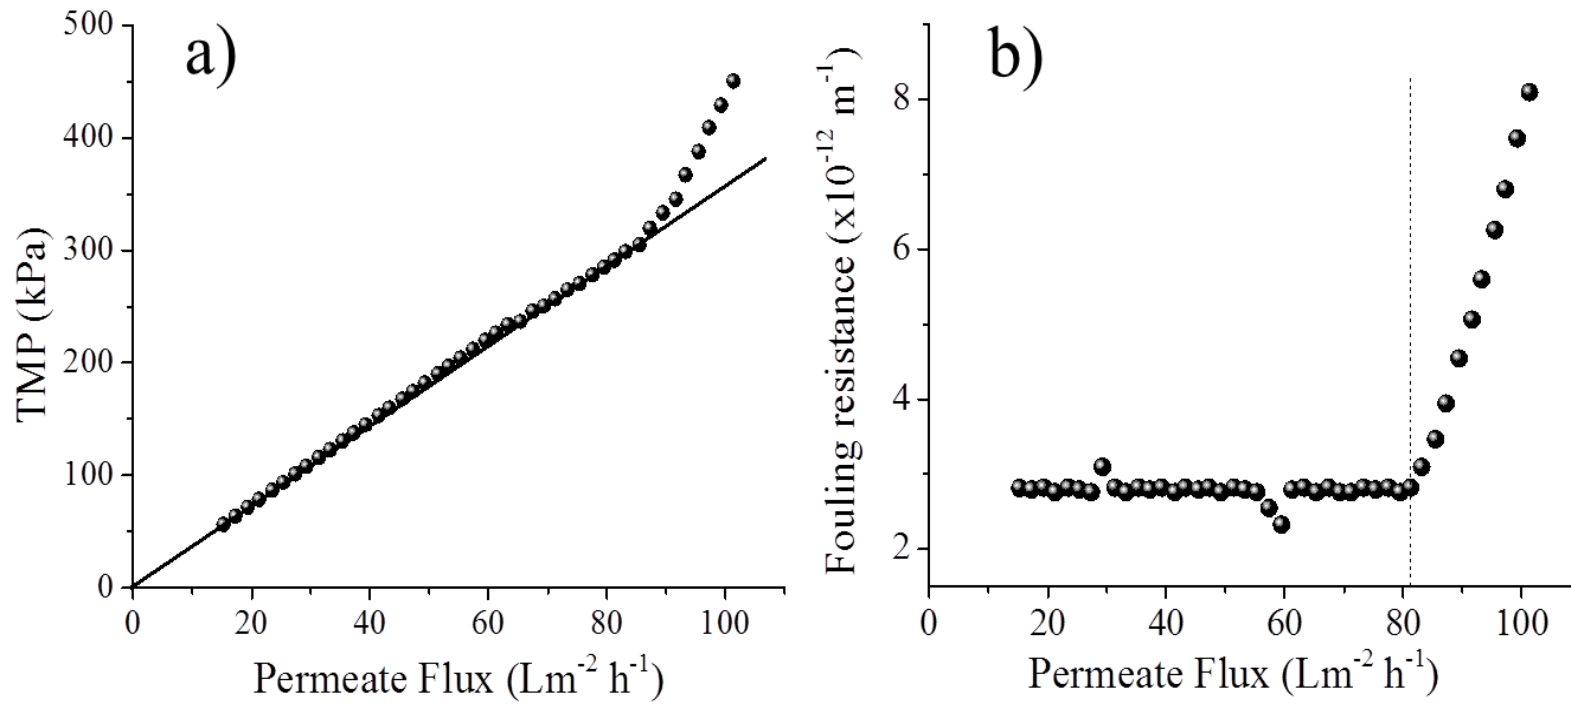 a)
500
400
300
200
100
0
TMP (kPa)
0 20 40 60 80 100
Permeate Flux (Lm⁻² h⁻¹)
b)
8
6
4
2
Fouling resistance (x10⁻¹² m⁻¹)
0 20 40 60 80 100
Permeate Flux (Lm⁻² h⁻¹)